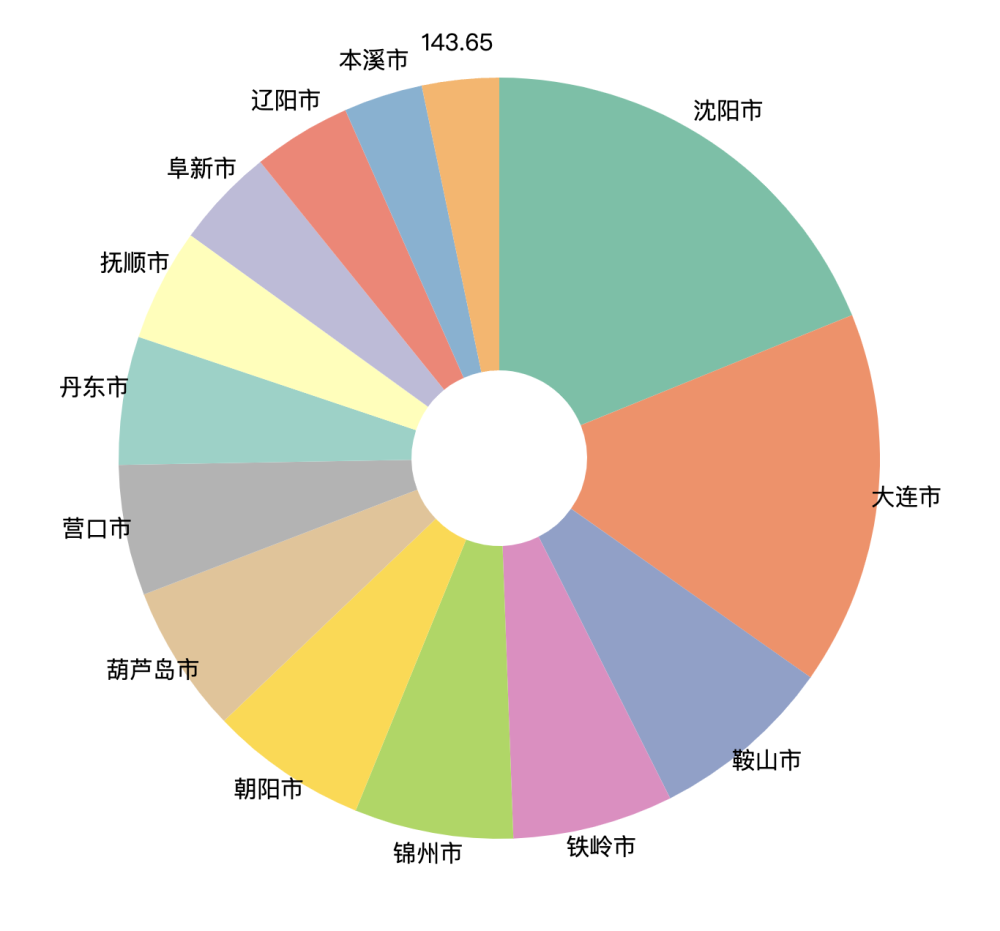 143.65
本溪市
辽阳市
沈阳市
阜新市
抚顺市
丹东市
大连市
营口市
葫芦岛市
鞍山市
朝阳市
铁岭市
锦州市